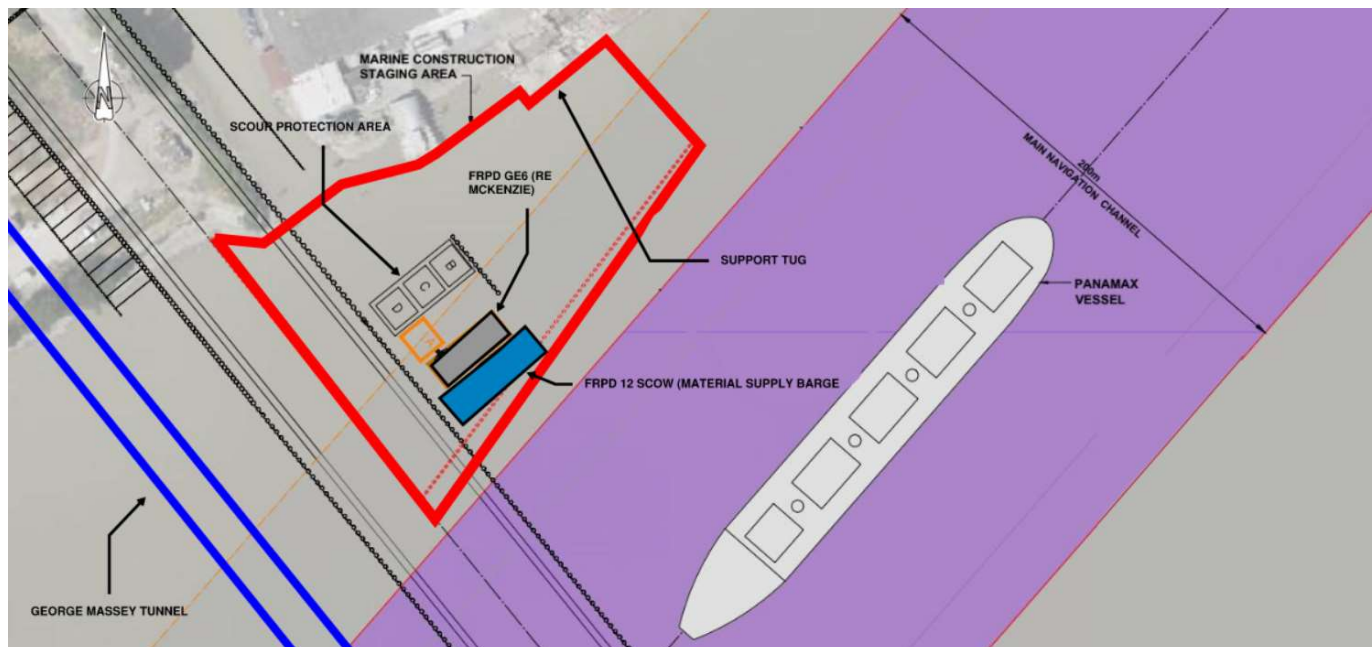 MARINE CONSTRUCTION
STAGING AREA
N
SCOUR PROTECTION AREA
FRPD GE6 (RE
MCKENZIE)
200m
MAIN NAVIGATION CHANNEL
B
C
D
A
SUPPORT TUG
PANAMAX
VESSEL
FRPD 12 SCOW (MATERIAL SUPPLY BARGE
GEORGE MASSEY TUNNEL